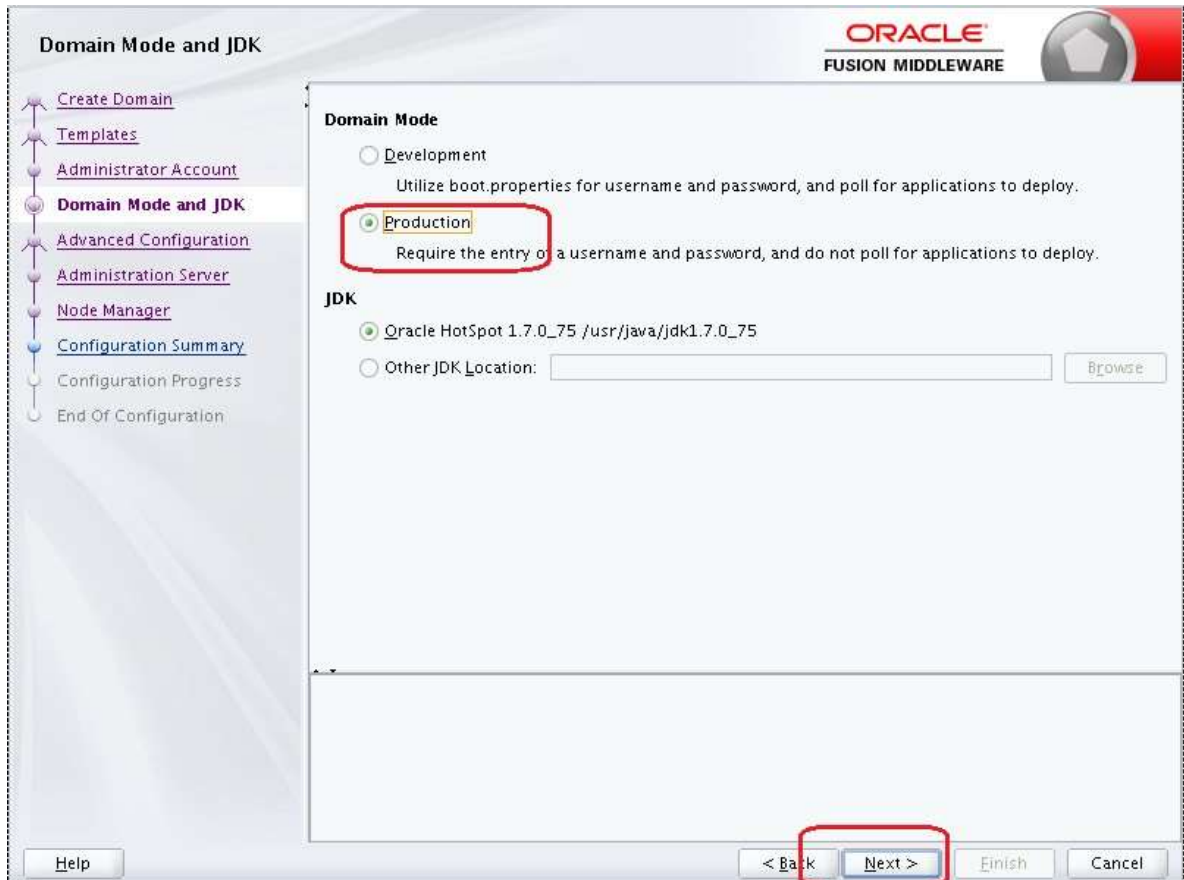 Domain Mode and JDK
ORACLE
FUSION MIDDLEWARE
Create Domain
Templates
Administrator Account
Domain Mode and JDK
Advanced Configuration
Administration Server
Node Manager
Configuration Summary
Configuration Progress
End Of Configuration
Domain Mode
Development
Utilize boot.properties for username and password, and poll for applications to deploy.
Production
Require the entry of a username and password, and do not poll for applications to deploy.
JDK
Oracle HotSpot 1.7.0_75 /usr/java/jdk1.7.0_75
Other JDK Location:
Browse
Help
< Back
Next >
Finish
Cancel